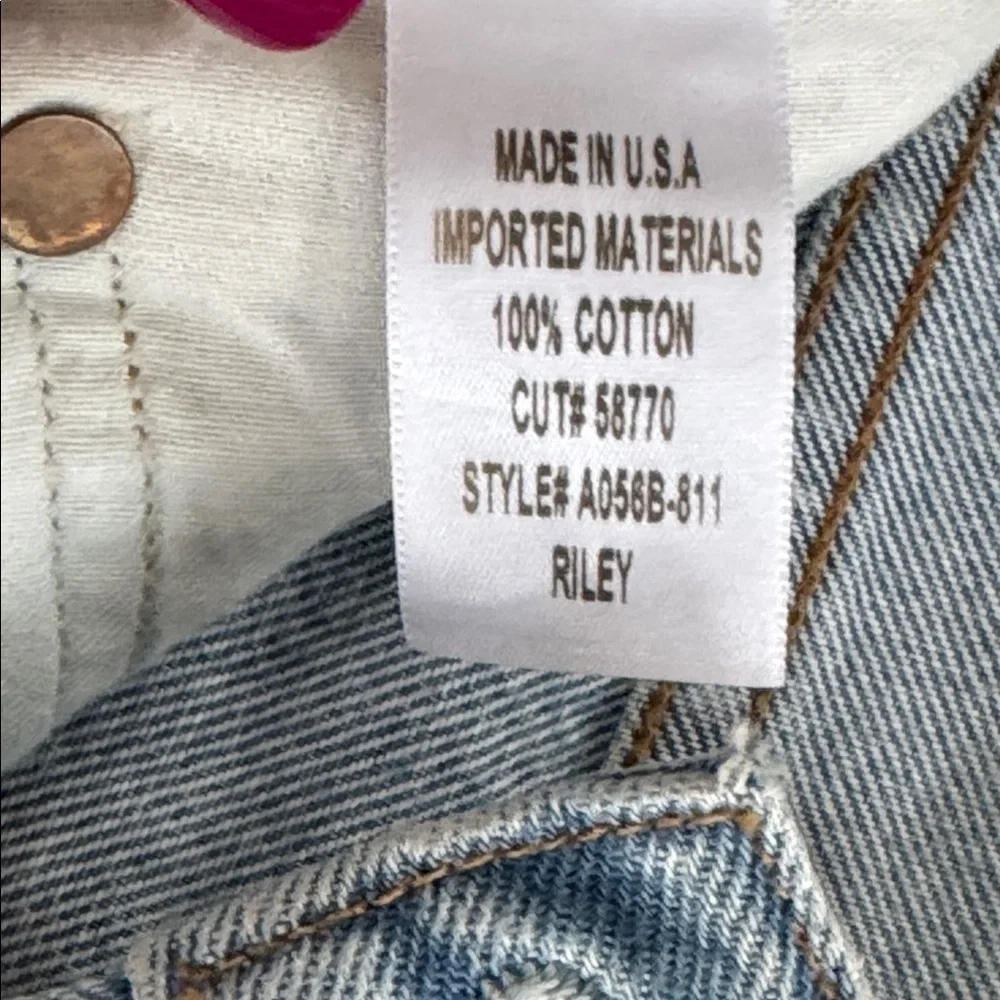 MADE IN U.S.A
IMPORTED MATERIALS
100% COTTON
CUT# 58770
STYLE# A056B-811
RILEY